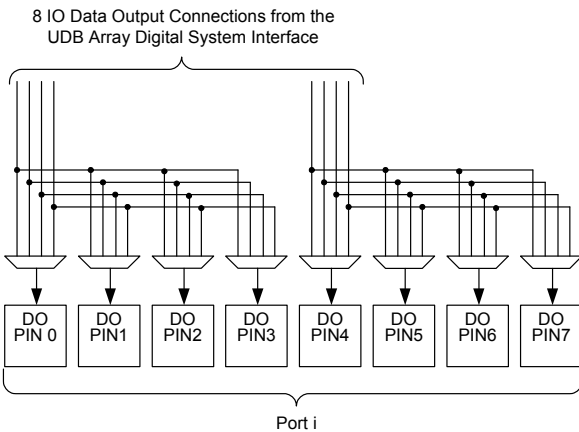 8 IO Data Output Connections from the
UDB Array Digital System Interface
DO
PIN 0
DO
PIN1
DO
PIN2
DO
PIN3
DO
PIN4
DO
PIN5
DO
PIN6
DO
PIN7
Port i